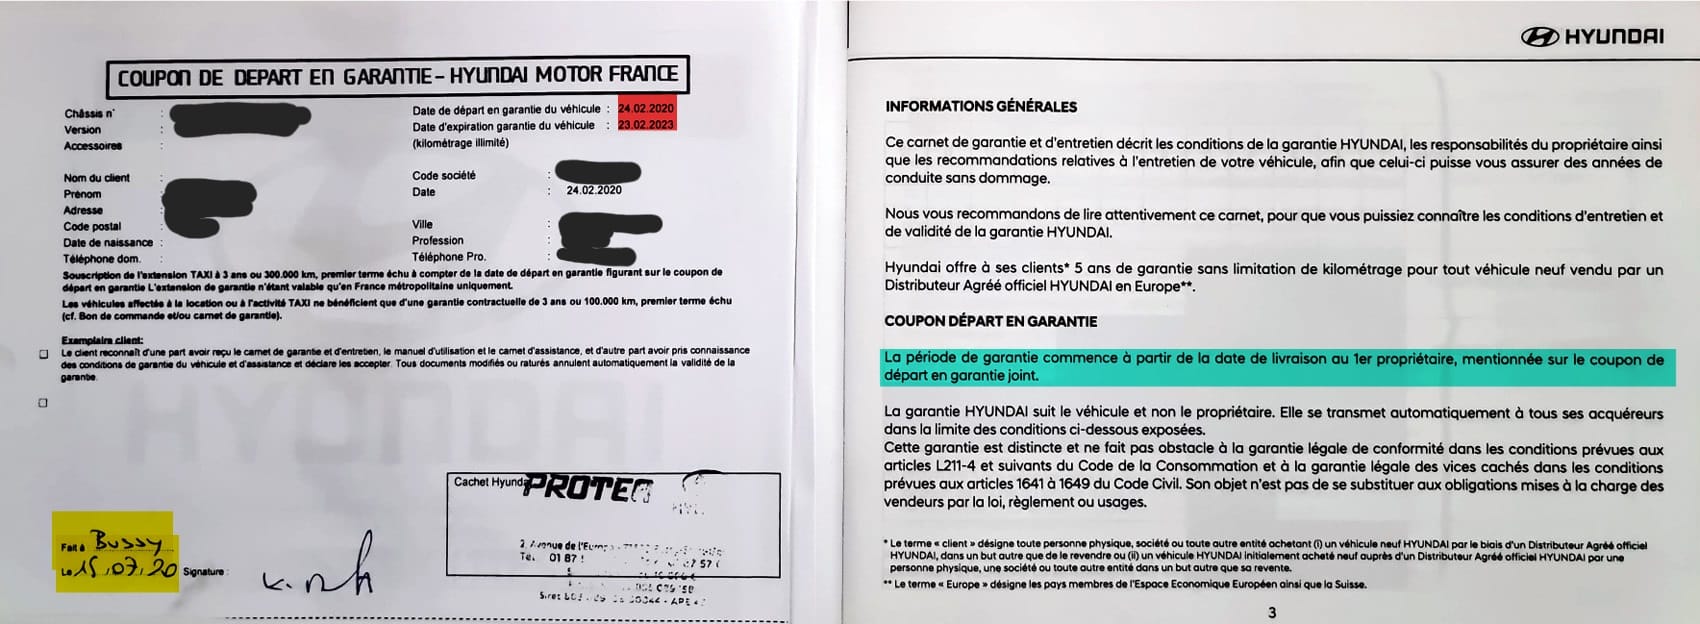 COUPON DE DEPART EN GARANTIE - HYUNDAI MOTOR FRANCE
Châssis n° :
Version :
Accessoires :
Date de départ en garantie du véhicule : 24.02.2020
Date d'expiration garantie du véhicule : 23.02.2023
(kilométrage illimité)
Nom du client :
Prénom :
Adresse
Code postal
Date de naissance :
Téléphone dom. :
Code société :
Date : 24.02.2020
Ville :
Profession :
Téléphone Pro. :
Souscription de l'extension TAXI à 3 ans ou 300.000 km, premier terme échu à compter de la date de départ en garantie figurant sur le coupon de
départ en garantie L'extension de garantie n'étant valable qu'en France métropolitaine uniquement.
Les véhicules affectés à la location ou à l'activité TAXI ne bénéficient que d'une garantie contractuelle de 3 ans ou 100.000 km, premier terme échu
(cf. Bon de commande et/ou carnet de garantie).
Exemplaire client:
Le client reconnaît d'une part avoir reçu le carnet de garantie et d'entretien, le manuel d'utilisation et le carnet d'assistance, et d'autre part avoir pris connaissance
des conditions de garantie du véhicule et d'assistance et déclare les accepter. Tous documents modifiés ou raturés annulent automatiquement la validité de la
garantie.
Cachet Hyunda
PROTEC
2, Avenue de l'Europe
01 87
Fait à Bussy
Le 15.07.20 Signature :
HYUNDAI
INFORMATIONS GÉNÉRALES
Ce carnet de garantie et d'entretien décrit les conditions de la garantie HYUNDAI, les responsabilités du propriétaire ainsi
que les recommandations relatives à l'entretien de votre véhicule, afin que celui-ci puisse vous assurer des années de
conduite sans dommage.
Nous vous recommandons de lire attentivement ce carnet, pour que vous puissiez connaître les conditions d'entretien et
de validité de la garantie HYUNDAI.
Hyundai offre à ses clients* 5 ans de garantie sans limitation de kilométrage pour tout véhicule neuf vendu par un
Distributeur Agréé officiel HYUNDAI en Europe**.
COUPON DÉPART EN GARANTIE
La période de garantie commence à partir de la date de livraison au 1er propriétaire, mentionnée sur le coupon de
départ en garantie joint.
La garantie HYUNDAI suit le véhicule et non le propriétaire. Elle se transmet automatiquement à tous ses acquéreurs
dans la limite des conditions ci-dessous exposées.
Cette garantie est distincte et ne fait pas obstacle à la garantie légale de conformité dans les conditions prévues aux
articles L211-4 et suivants du Code de la Consommation et à la garantie légale des vices cachés dans les conditions
prévues aux articles 1641 à 1649 du Code Civil. Son objet n'est pas de se substituer aux obligations mises à la charge des
vendeurs par la loi, règlement ou usages.
* Le terme « client » désigne toute personne physique, société ou toute autre entité achetant (i) un véhicule neuf HYUNDAI par le biais d'un Distributeur Agréé officiel
HYUNDAI, dans un but autre que de le revendre ou (ii) un véhicule HYUNDAI initialement acheté neuf auprès d'un Distributeur Agréé officiel HYUNDAI par une
personne physique, une société ou toute autre entité dans un but autre que sa revente.
** Le terme « Europe » désigne les pays membres de l'Espace Economique Européen ainsi que la Suisse.
3